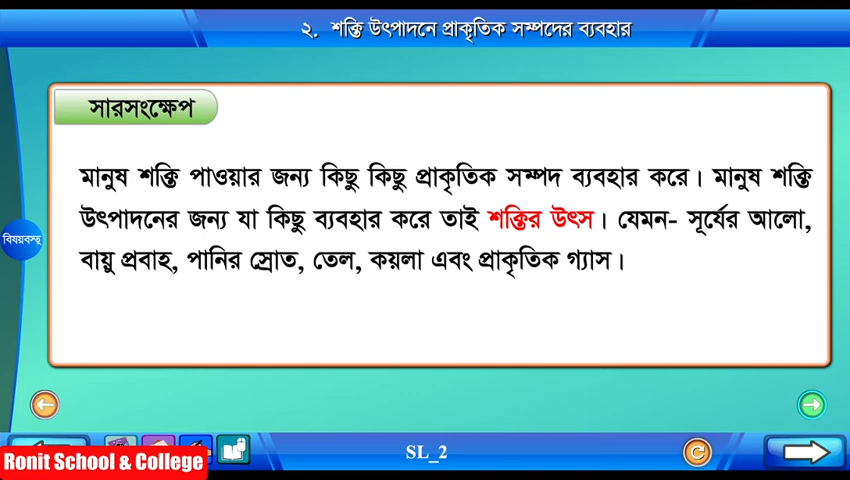 ২. শক্তি উৎপাদনে প্রাকৃতিক সম্পদের ব্যবহার
সারসংক্ষেপ
মানুষ শক্তি পাওয়ার জন্য কিছু কিছু প্রাকৃতিক সম্পদ ব্যবহার করে। মানুষ শক্তি
উৎপাদনের জন্য যা কিছু ব্যবহার করে তাই শক্তির উৎস। যেমন- সূর্যের আলো,
বায়ু প্রবাহ, পানির স্রোত, তেল, কয়লা এবং প্রাকৃতিক গ্যাস।
বিষয়বস্তু
SL_2
Ronit School & College